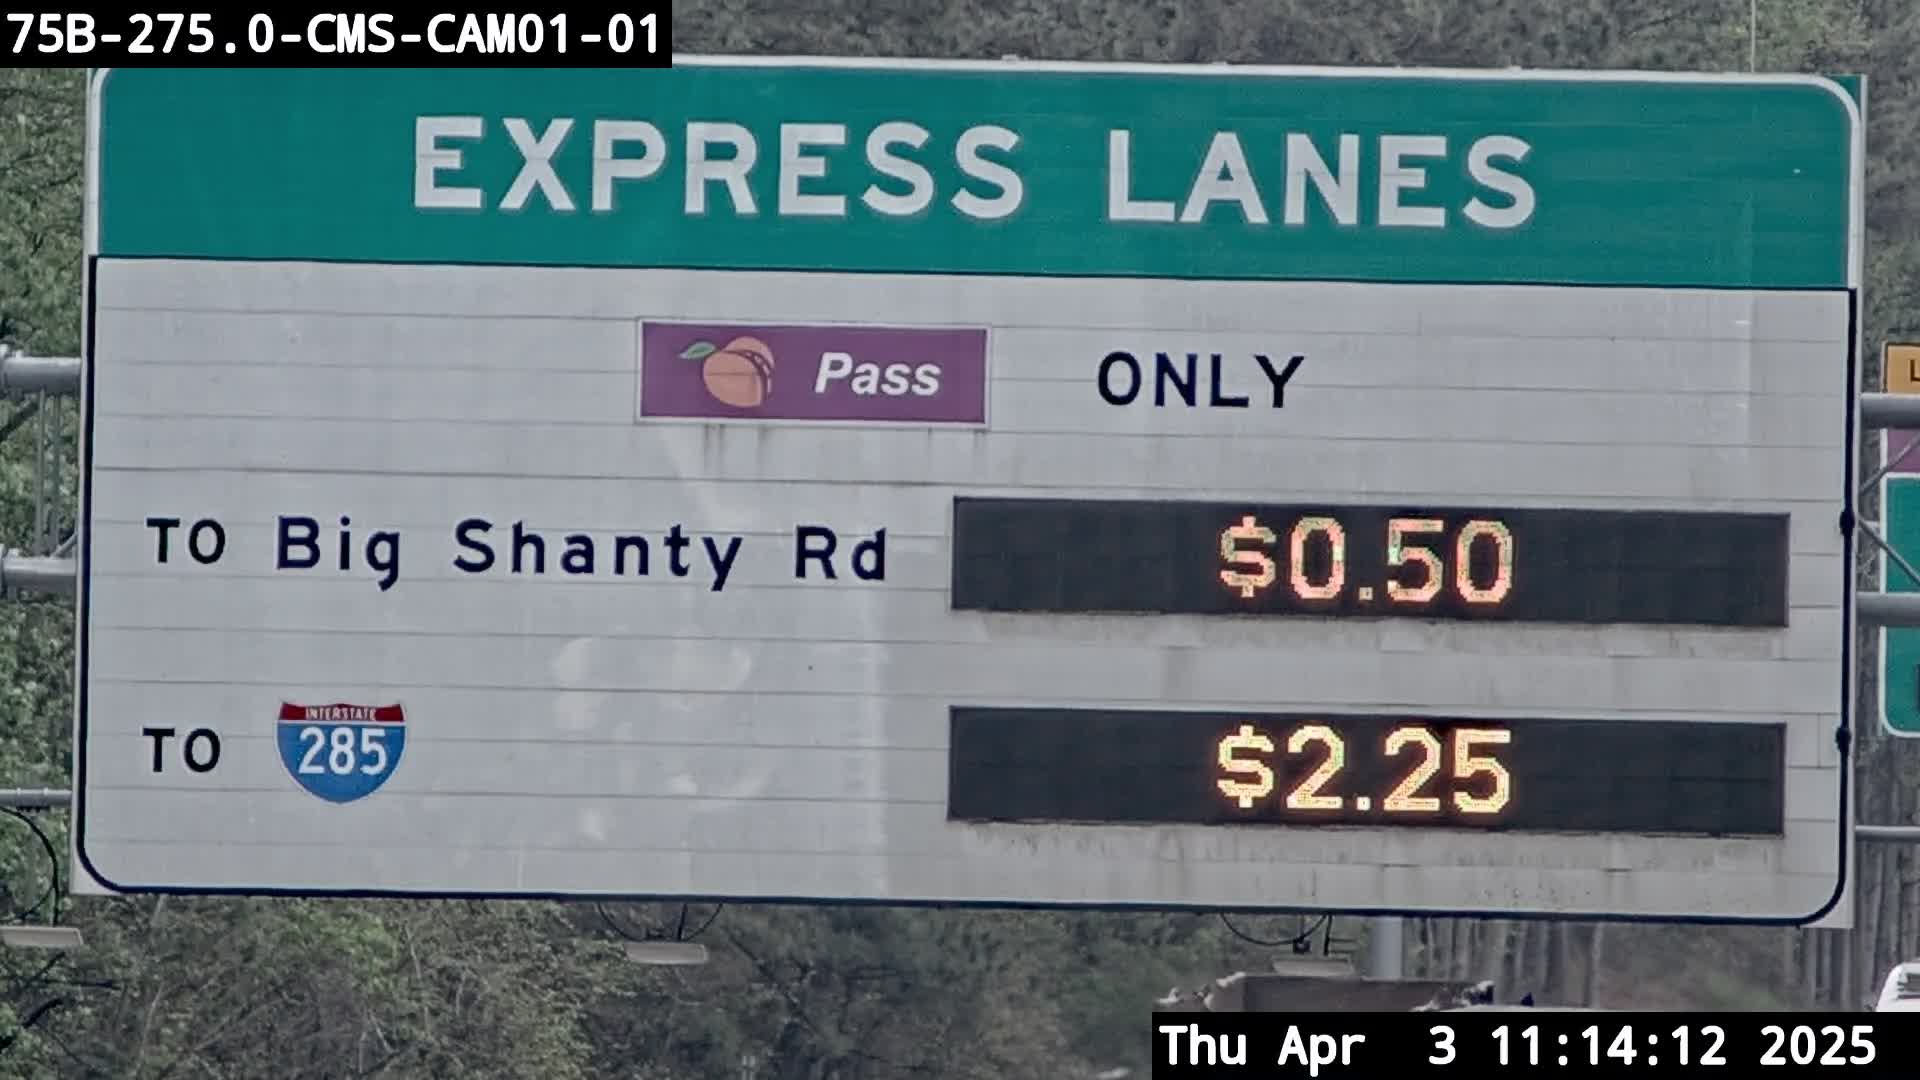 75B-275.0-CMS-CAM01-01
EXPRESS LANES
Pass ONLY
TO Big Shanty Rd $0.50
TO INTERSTATE 285 $2.25
Thu Apr 3 11:14:12 2025